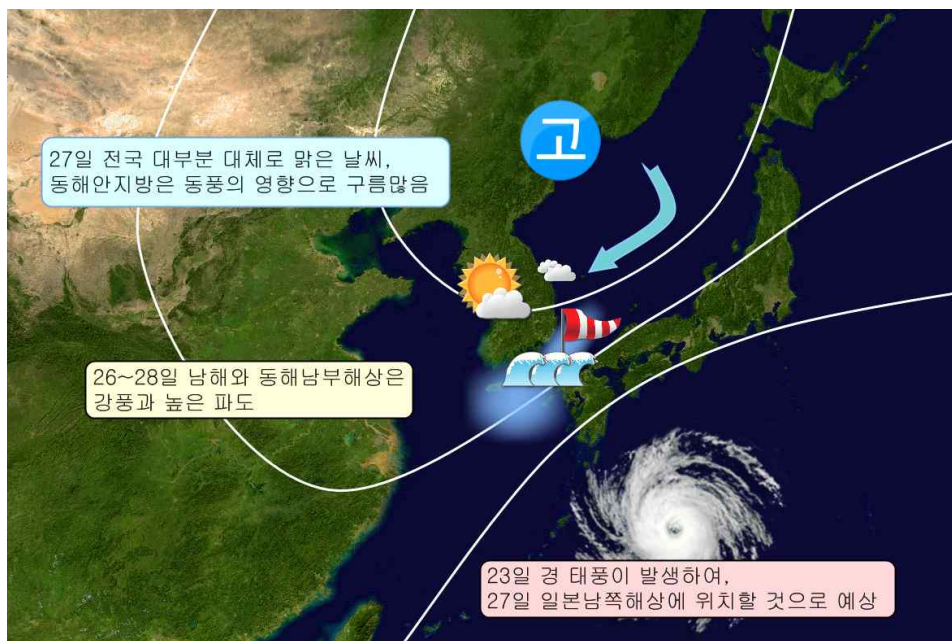 고
27일 전국 대부분 대체로 맑은 날씨,
동해안지방은 동풍의 영향으로 구름많음
26~28일 남해와 동해남부해상은
강풍과 높은 파도
23일 경 태풍이 발생하여,
27일 일본남쪽해상에 위치할 것으로 예상